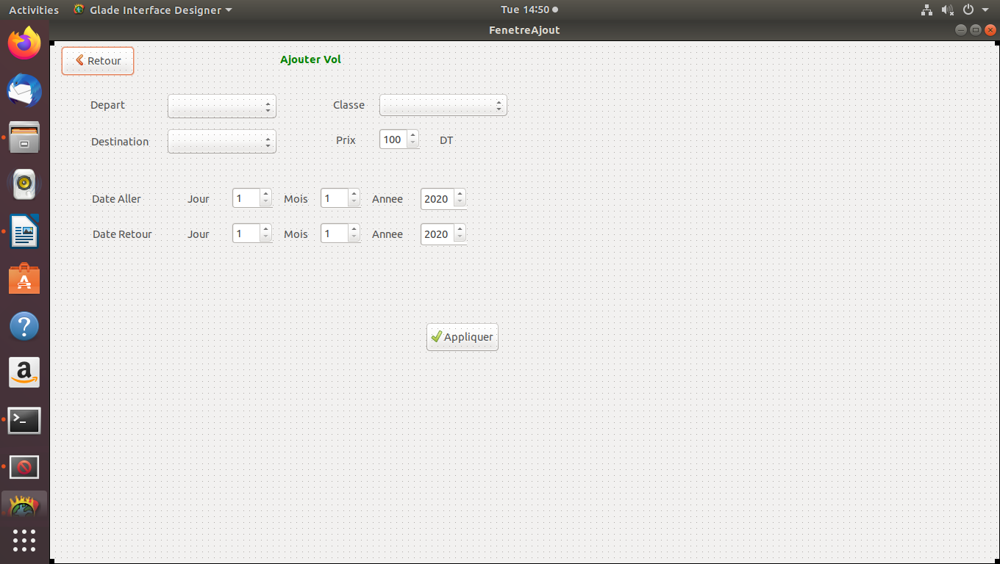 Activities Glade Interface Designer Tue 14:50
FenetreAjout
Retour Ajouter Vol
Depart Classe
Destination Prix 100 DT
Date Aller Jour 1 Mois 1 Annee 2020
Date Retour Jour 1 Mois 1 Annee 2020
Appliquer